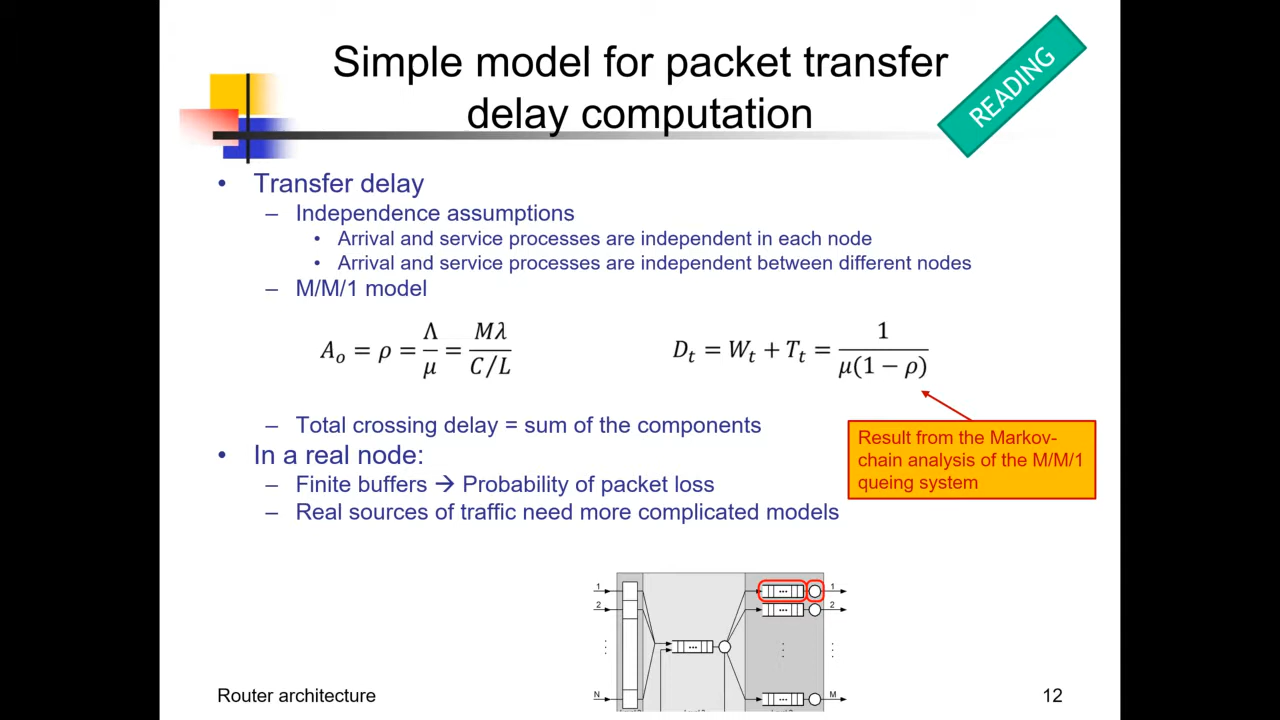 Simple model for packet transfer
delay computation
READING
• Transfer delay
– Independence assumptions
• Arrival and service processes are independent in each node
• Arrival and service processes are independent between different nodes
– M/M/1 model
A_o = ρ = Λ/μ = Mλ/(C/L)
D_t = W_t + T_t = 1/(μ(1 − ρ))
– Total crossing delay = sum of the components
• In a real node:
– Finite buffers → Probability of packet loss
– Real sources of traffic need more complicated models
Result from the Markov-
chain analysis of the M/M/1
queing system
1
2
N
1
2
M
Router architecture
12